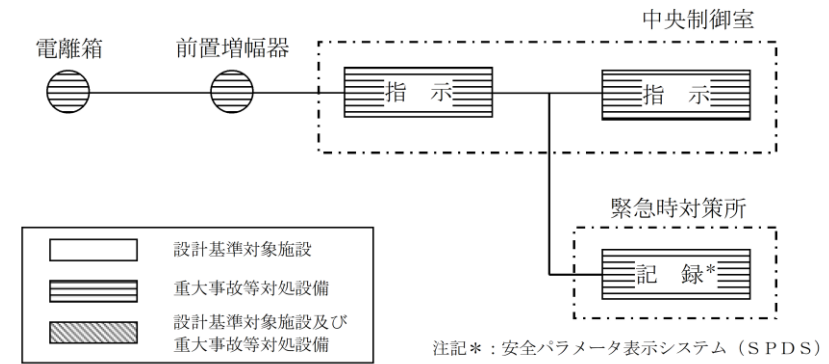 中央制御室
電離箱
前置増幅器
指 示
指 示
緊急時対策所
記 録*
設計基準対象施設
重大事故等対処設備
設計基準対象施設及び
重大事故等対処設備
注記*:安全パラメータ表示システム(SPDS)